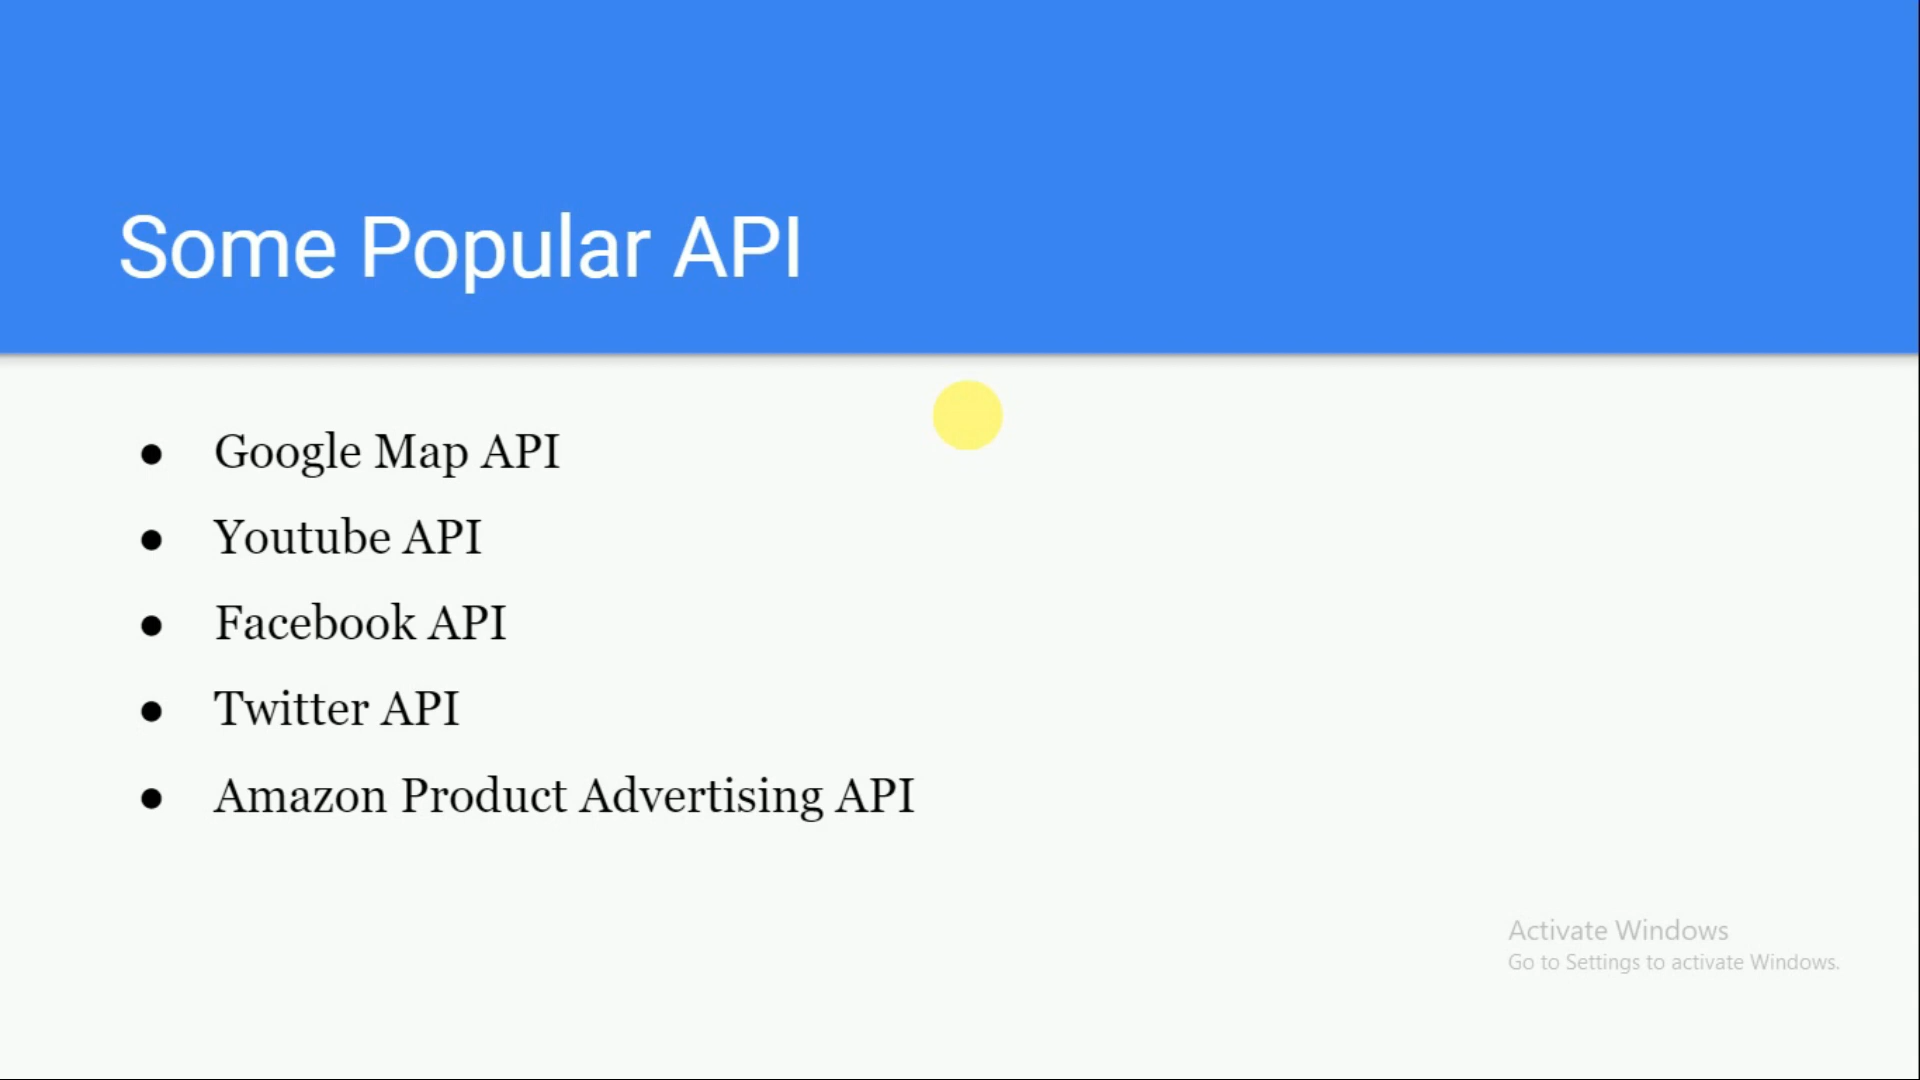 Some Popular API
● Google Map API
● Youtube API
● Facebook API
● Twitter API
● Amazon Product Advertising API
Activate Windows
Go to Settings to activate Windows.